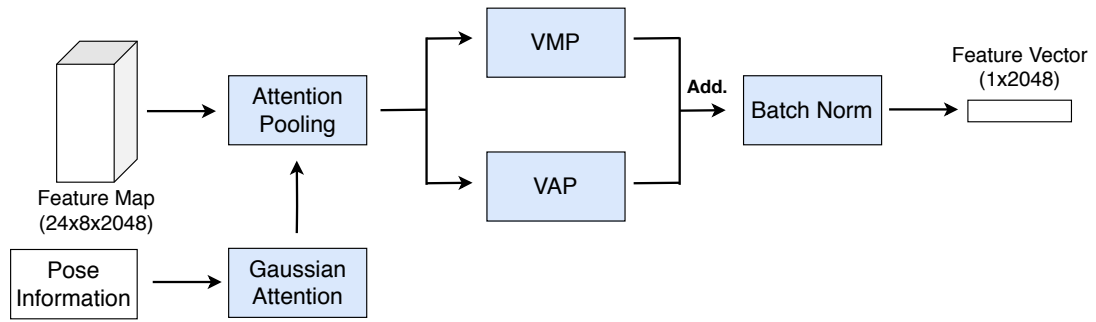 Feature Map
(24x8x2048)
Pose
Information
Attention
Pooling
Gaussian
Attention
VMP
VAP
Add.
Batch Norm
Feature Vector
(1x2048)